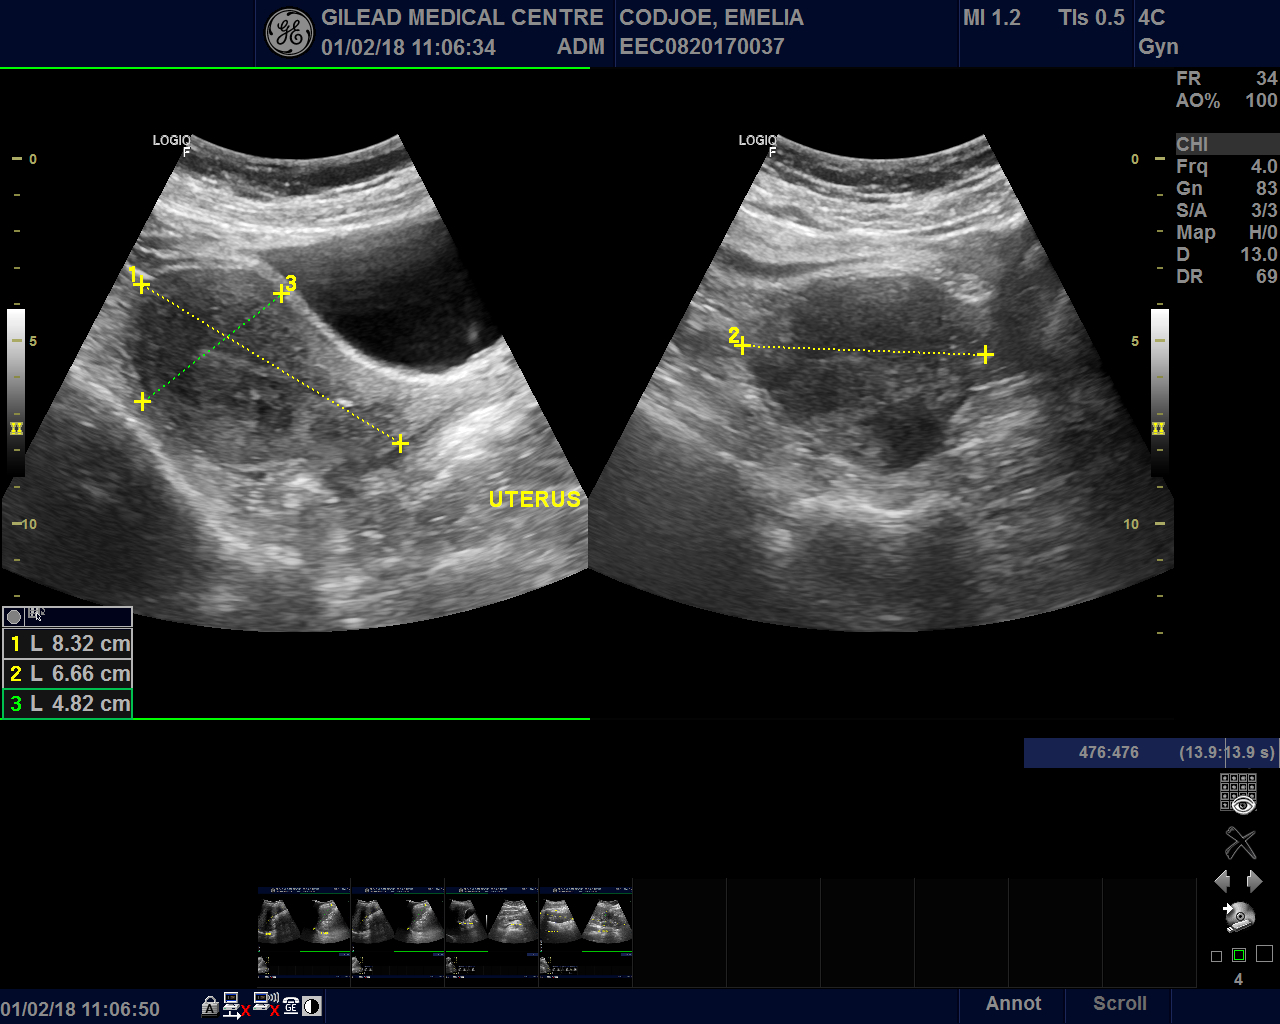 GILEAD MEDICAL CENTRE
01/02/18 11:06:34 ADM
CODJOE, EMELIA
EEC0820170037
MI 1.2 TIs 0.5
4C
Gyn
FR 34
AO% 100
CHI
Frq 4.0
Gn 83
S/A 3/3
Map H/0
D 13.0
DR 69
LOGIQ
F
LOGIQ
F
0
5
10
0
5
10
1
3
2
UTERUS
1 L 8.32 cm
2 L 6.66 cm
3 L 4.82 cm
476:476 (13.9:13.9 s)
4
01/02/18 11:06:50
A
GE
Annot
Scroll